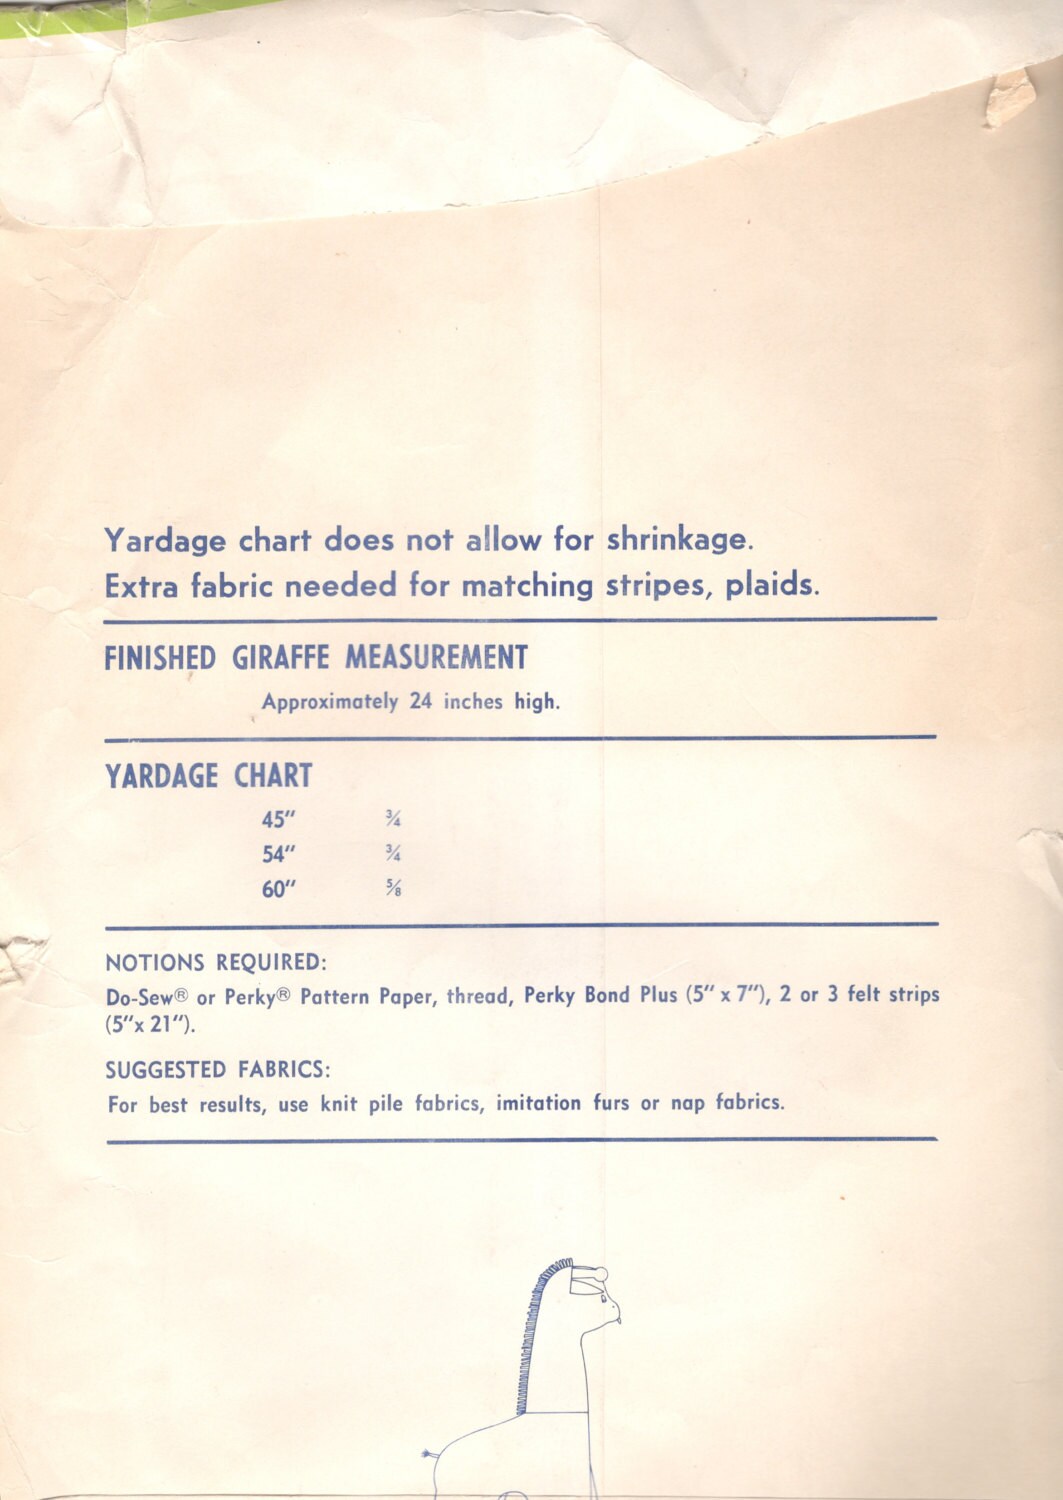 Yardage chart does not allow for shrinkage.
Extra fabric needed for matching stripes, plaids.
FINISHED GIRAFFE MEASUREMENT
Approximately 24 inches high.
YARDAGE CHART
45" ¾
54" ¾
60" ⅝
NOTIONS REQUIRED:
Do-Sew® or Perky® Pattern Paper, thread, Perky Bond Plus (5" x 7"), 2 or 3 felt strips
(5"x 21").
SUGGESTED FABRICS:
For best results, use knit pile fabrics, imitation furs or nap fabrics.